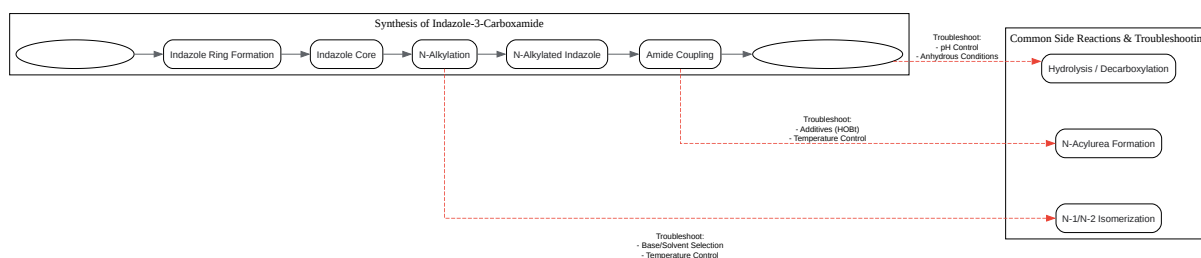 Synthesis of Indazole-3-Carboxamide
Indazole Ring Formation
Indazole Core
N-Alkylation
N-Alkylated Indazole
Amide Coupling
Troubleshoot:
- pH Control
- Anhydrous Conditions
Common Side Reactions & Troubleshootin
Hydrolysis / Decarboxylation
Troubleshoot:
- Additives (HOBt)
- Temperature Control
N-Acylurea Formation
N-1/N-2 Isomerization
Troubleshoot:
- Base/Solvent Selection
- Temperature Control